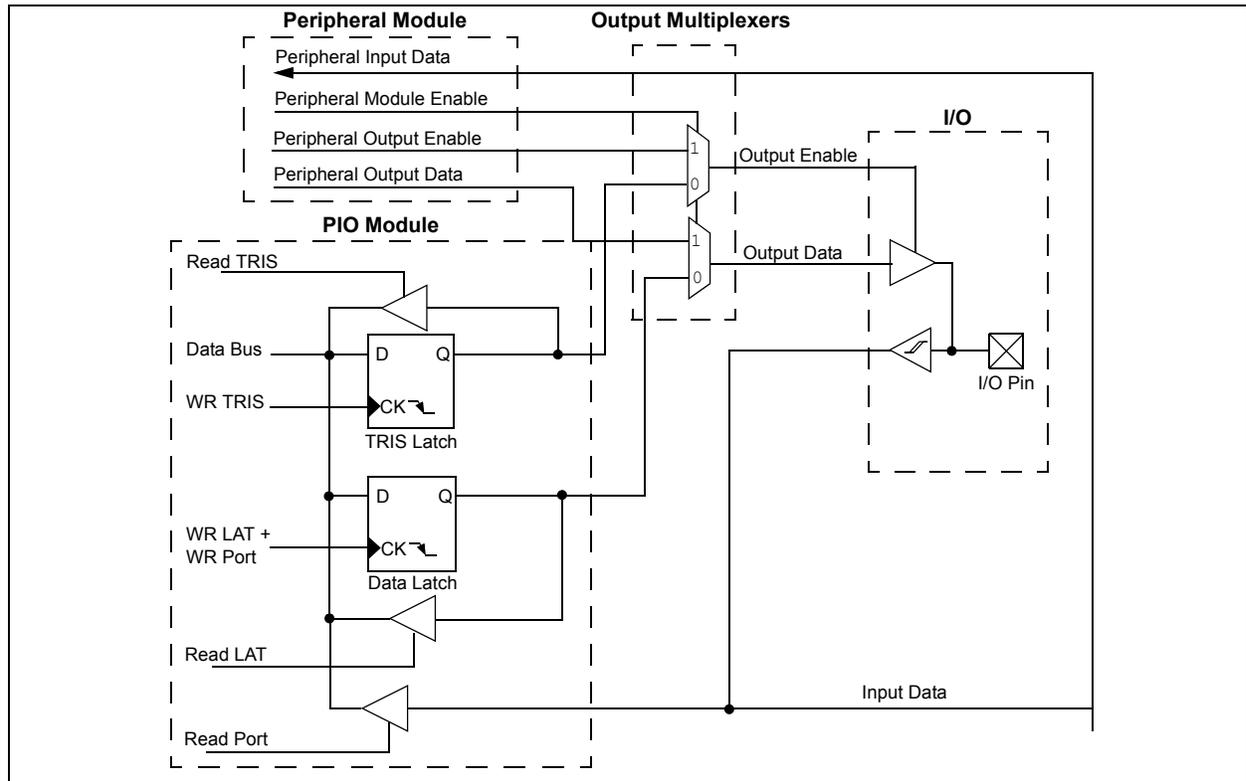 Peripheral Module
Output Multiplexers
Peripheral Input Data
Peripheral Module Enable
Peripheral Output Enable
Peripheral Output Data
1
0
Output Enable
I/O
PIO Module
1
0
Output Data
Read TRIS
Data Bus
D
Q
WR TRIS
CK
TRIS Latch
I/O Pin
D
Q
WR LAT +
WR Port
CK
Data Latch
Read LAT
Input Data
Read Port